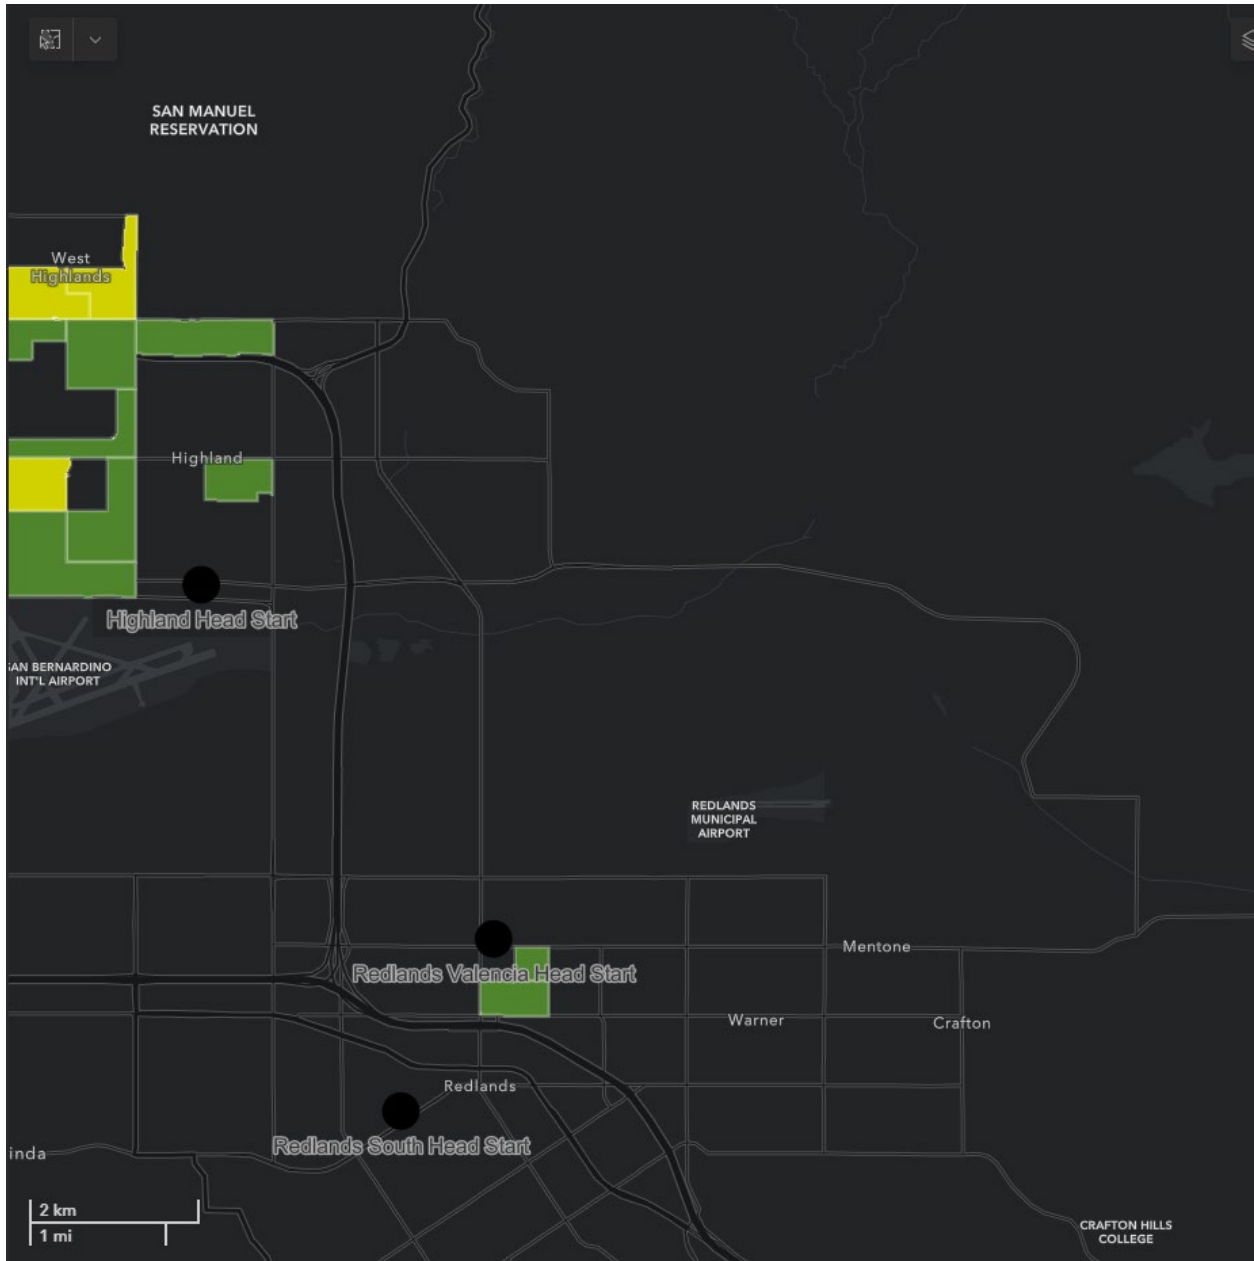 SAN MANUEL
RESERVATION
West
Highlands
Highland
Highland Head Start
SAN BERNARDINO
INT'L AIRPORT
REDLANDS
MUNICIPAL
AIRPORT
Mentone
Redlands Valencia Head Start
Warner
Crafton
Redlands
Redlands South Head Start
inda
2 km
1 mi
CRAFTON HILLS
COLLEGE